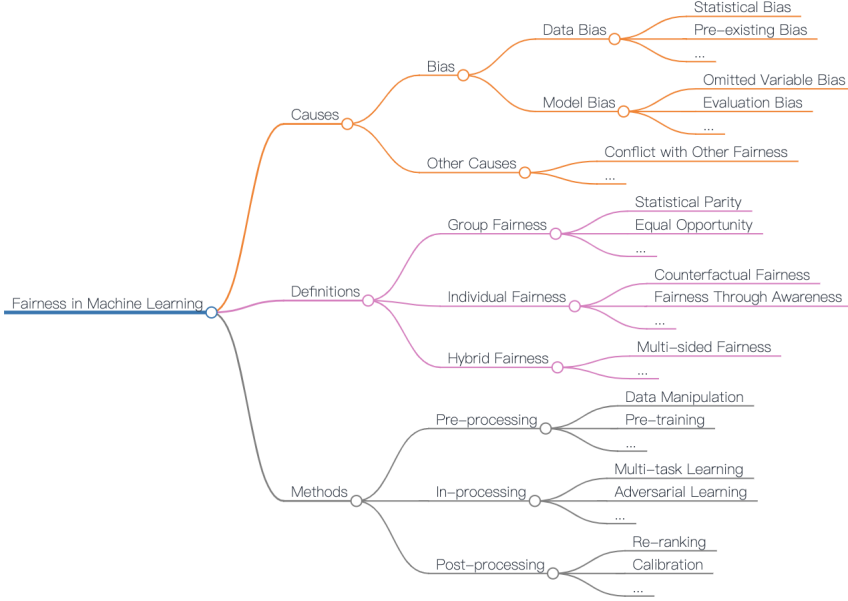 Fairness in Machine Learning
Causes
Bias
Data Bias
Statistical Bias
Pre-existing Bias
...
Model Bias
Omitted Variable Bias
Evaluation Bias
...
Other Causes
Conflict with Other Fairness
...
Definitions
Group Fairness
Statistical Parity
Equal Opportunity
...
Individual Fairness
Counterfactual Fairness
Fairness Through Awareness
...
Hybrid Fairness
Multi-sided Fairness
...
Methods
Pre-processing
Data Manipulation
Pre-training
...
In-processing
Multi-task Learning
Adversarial Learning
...
Post-processing
Re-ranking
Calibration
...